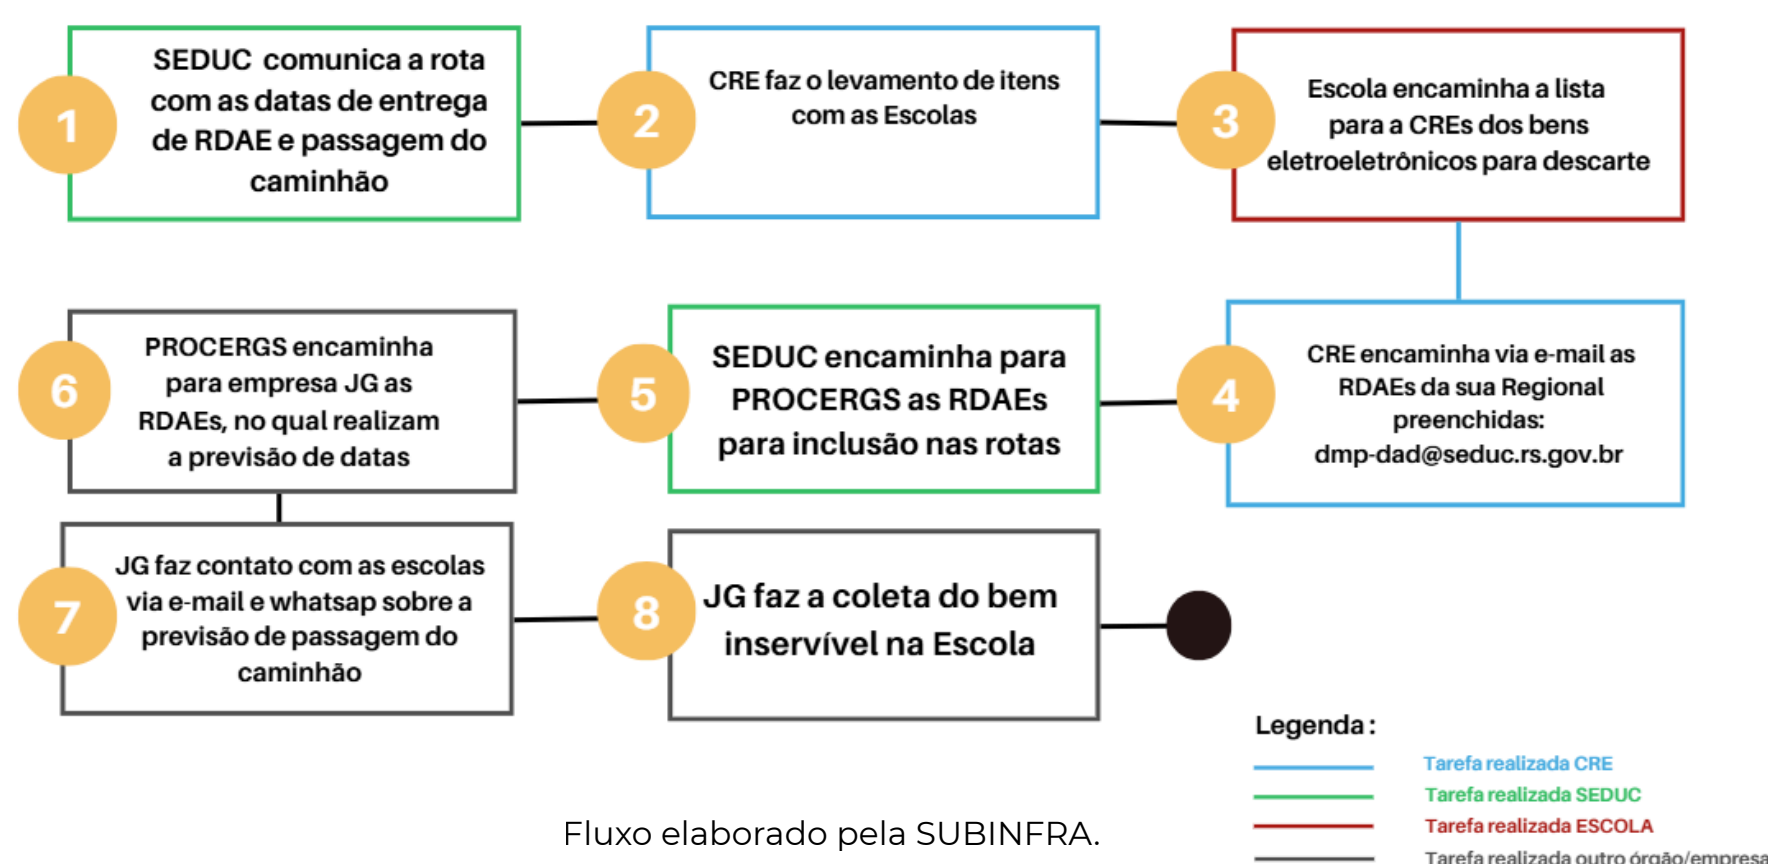 1
SEDUC comunica a rota
com as datas de entrega
de RDAE e passagem do
caminhão
2
CRE faz o levamento de itens
com as Escolas
3
Escola encaminha a lista
para a CREs dos bens
eletroeletrônicos para descarte
6
PROCERGS encaminha
para empresa JG as
RDAEs, no qual realizam
a previsão de datas
5
SEDUC encaminha para
PROCERGS as RDAEs
para inclusão nas rotas
4
CRE encaminha via e-mail as
RDAEs da sua Regional
preenchidas:
dmp-dad@seduc.rs.gov.br
7
JG faz contato com as escolas
via e-mail e whatsap sobre a
previsão de passagem do
caminhão
8
JG faz a coleta do bem
inservível na Escola
Legenda :
Tarefa realizada CRE
Tarefa realizada SEDUC
Tarefa realizada ESCOLA
Tarefa realizada outro órgão/empresa
Fluxo elaborado pela SUBINFRA.